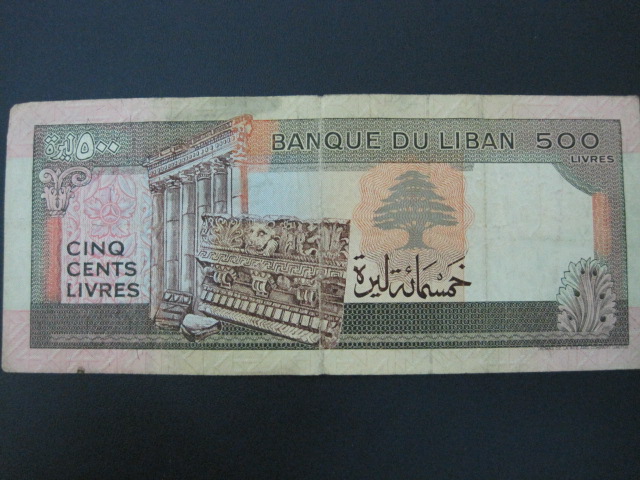 ٥٠٠ ليرة
BANQUE DU LIBAN 500
LIVRES
CINQ
CENTS
LIVRES
خمسمائة ليرة